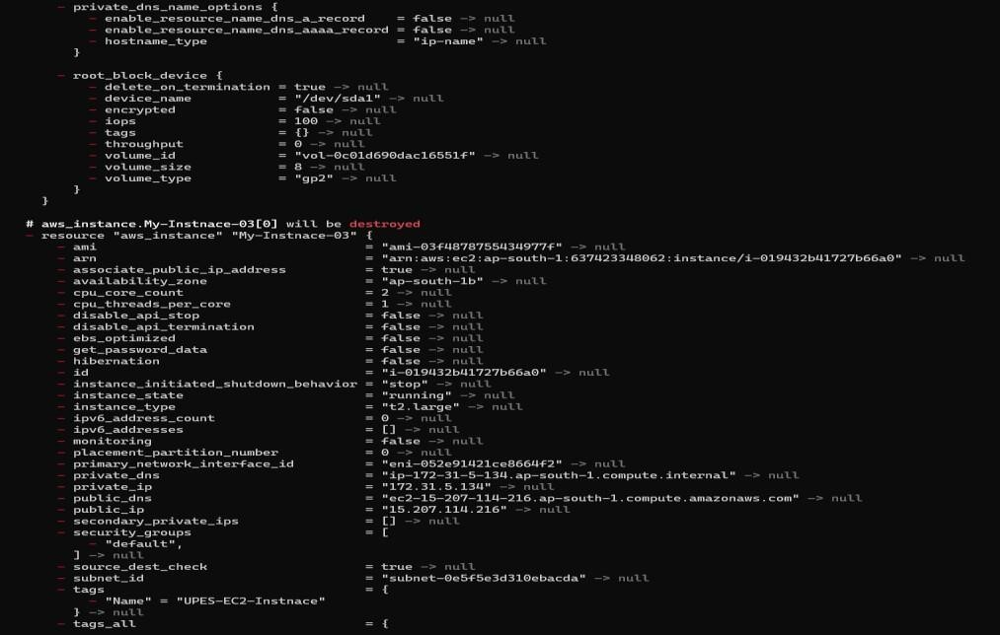 - private_dns_name_options {
- enable_resource_name_dns_a_record = false -> null
- enable_resource_name_dns_aaaa_record = false -> null
- hostname_type = "ip-name" -> null
}
- root_block_device {
- delete_on_termination = true -> null
- device_name = "/dev/sda1" -> null
- encrypted = false -> null
- iops = 100 -> null
- tags = {} -> null
- throughput = 0 -> null
- volume_id = "vol-0c01d690dac16551f" -> null
- volume_size = 8 -> null
- volume_type = "gp2" -> null
}
}
# aws_instance.My-Instnace-03[0] will be destroyed
- resource "aws_instance" "My-Instnace-03" {
- ami = "ami-03f4878755434977f" -> null
- arn = "arn:aws:ec2:ap-south-1:637423348062:instance/i-019432b41727b66a0" -> null
- associate_public_ip_address = true -> null
- availability_zone = "ap-south-1b" -> null
- cpu_core_count = 2 -> null
- cpu_threads_per_core = 1 -> null
- disable_api_stop = false -> null
- disable_api_termination = false -> null
- ebs_optimized = false -> null
- get_password_data = false -> null
- hibernation = false -> null
- id = "i-019432b41727b66a0" -> null
- instance_initiated_shutdown_behavior = "stop" -> null
- instance_state = "running" -> null
- instance_type = "t2.large" -> null
- ipv6_address_count = 0 -> null
- ipv6_addresses = [] -> null
- monitoring = false -> null
- placement_partition_number = 0 -> null
- primary_network_interface_id = "eni-052e91421ce8664f2" -> null
- private_dns = "ip-172-31-5-134.ap-south-1.compute.internal" -> null
- private_ip = "172.31.5.134" -> null
- public_dns = "ec2-15-207-114-216.ap-south-1.compute.amazonaws.com" -> null
- public_ip = "15.207.114.216" -> null
- secondary_private_ips = [] -> null
- security_groups = [
- "default",
] -> null
- source_dest_check = true -> null
- subnet_id = "subnet-0e5f5e3d310ebacda" -> null
- tags = {
- "Name" = "UPES-EC2-Instnace"
} -> null
- tags_all = {